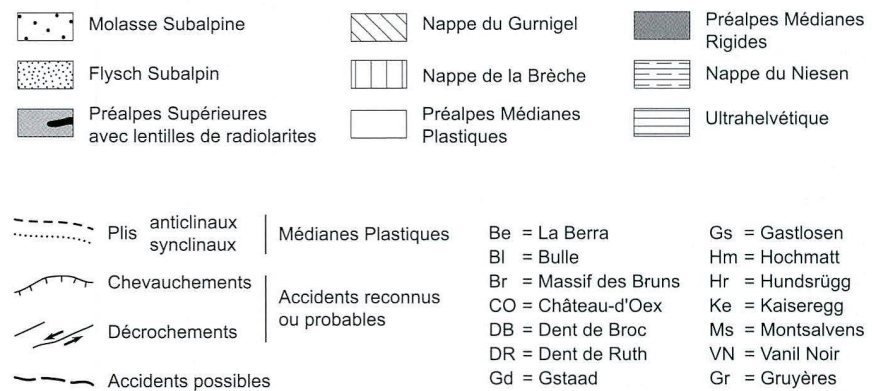 Molasse Subalpine
Flysch Subalpin
Préalpes Supérieures
avec lentilles de radiolarites
Nappe du Gurnigel
Nappe de la Brèche
Préalpes Médianes
Plastiques
Préalpes Médianes
Rigides
Nappe du Niesen
Ultrahelvétique
Plis anticlinaux
synclinaux
Médianes Plastiques
Chevauchements
Décrochements
Accidents reconnus
ou probables
Accidents possibles
Be = La Berra
Bl = Bulle
Br = Massif des Bruns
CO = Château-d'Oex
DB = Dent de Broc
DR = Dent de Ruth
Gd = Gstaad
Gs = Gastlosen
Hm = Hochmatt
Hr = Hundsrügg
Ke = Kaiseregg
Ms = Montsalvens
VN = Vanil Noir
Gr = Gruyères